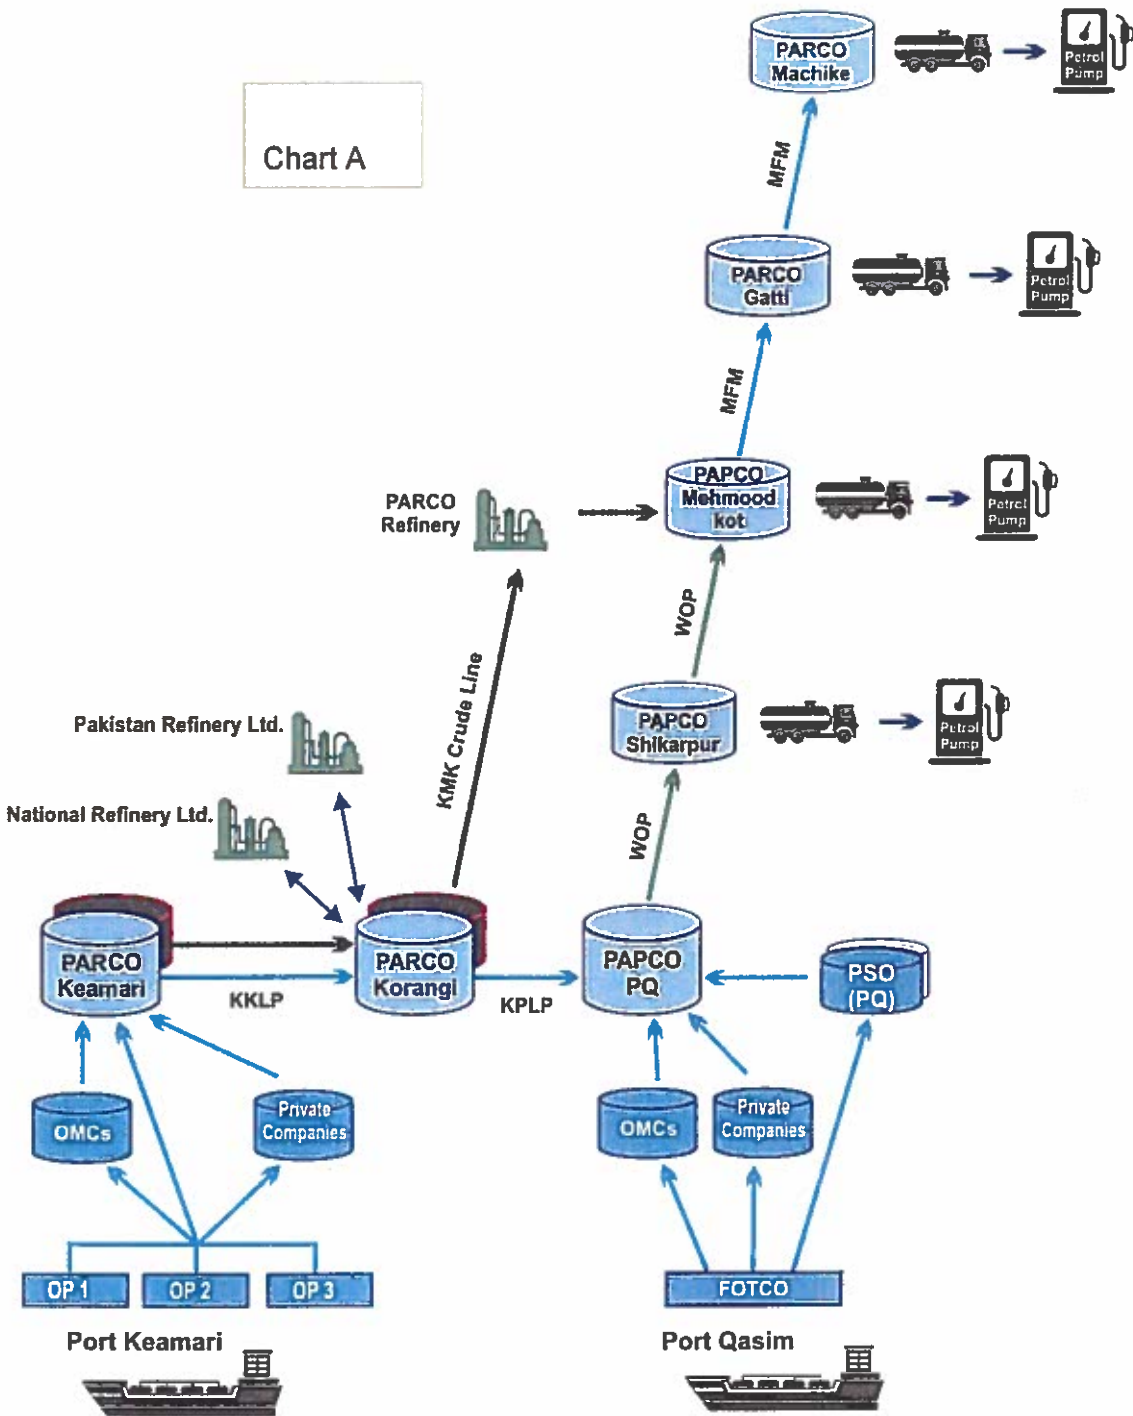 PARCO
Machike
Petrol
Pump
Chart A
MFM
PARCO
Gatti
Petrol
Pump
MFM
PARCO
Refinery
PAPCO
Mehmood
kot
Petrol
Pump
WOP
KMK Crude Line
PAPCO
Shikarpur
Petrol
Pump
Pakistan Refinery Ltd.
National Refinery Ltd.
WOP
PARCO
Keamari
KKLP
PARCO
Korangi
KPLP
PAPCO
PQ
PSO
(PQ)
OMCs
Private
Companies
OMCs
Private
Companies
OP 1
OP 2
OP 3
FOTCO
Port Keamari
Port Qasim